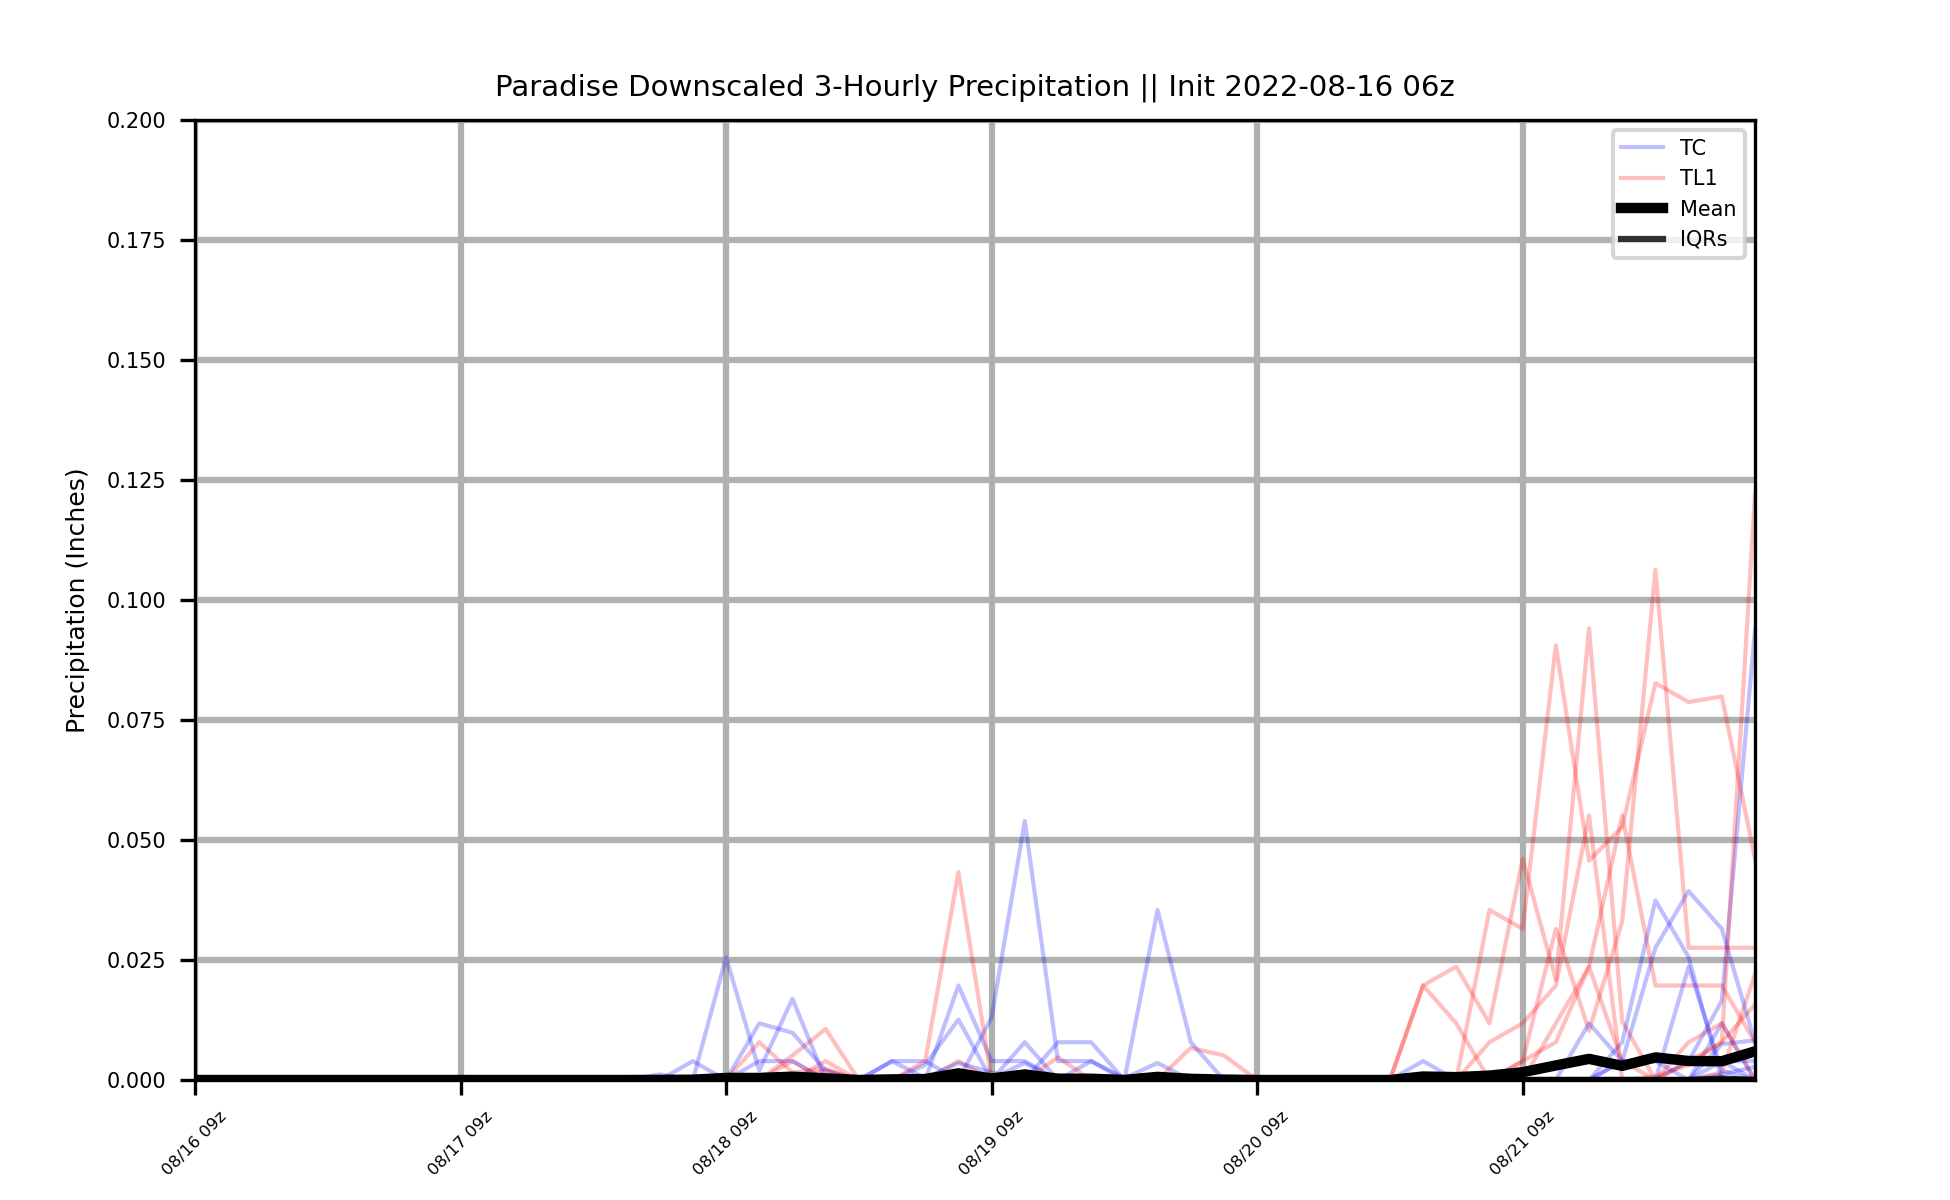 Paradise Downscaled 3-Hourly Precipitation || Init 2022-08-16 06z
TC
TL1
Mean
IQRs
Precipitation (Inches)
0.200
0.175
0.150
0.125
0.100
0.075
0.050
0.025
0.000
08/16 09z
08/17 09z
08/18 09z
08/19 09z
08/20 09z
08/21 09z